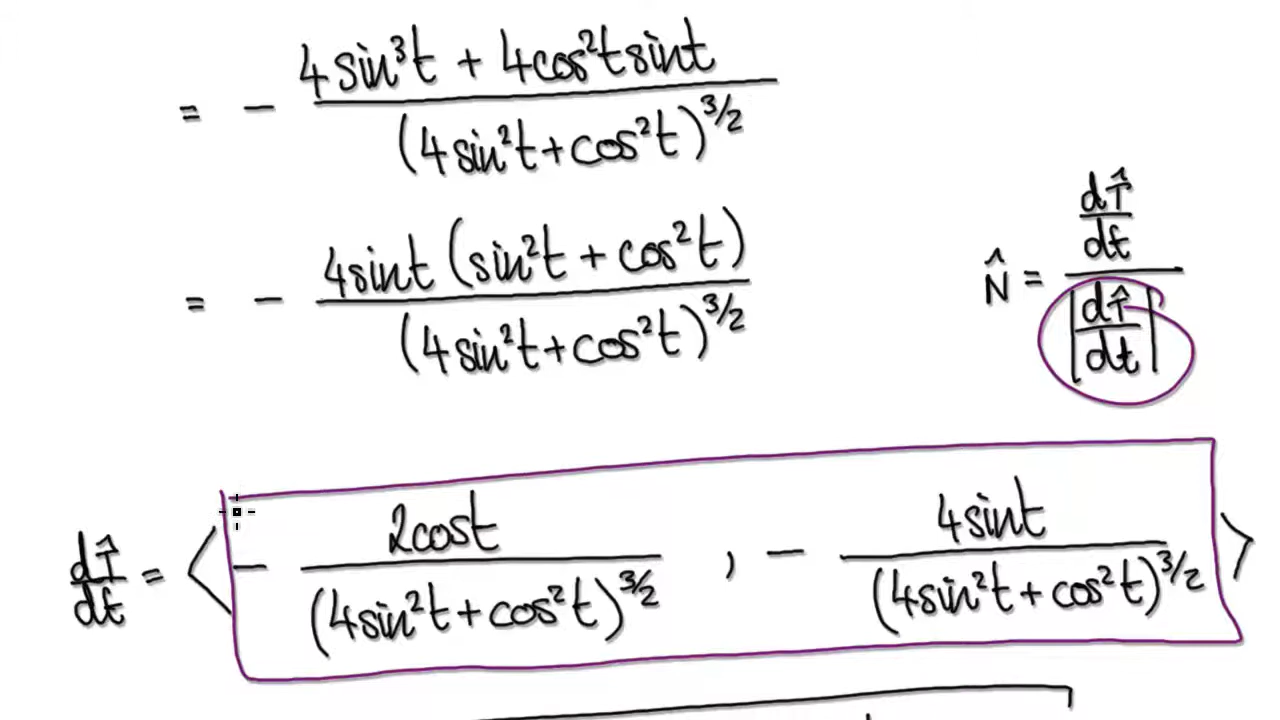 = - (4sin³t + 4cos²t sint) / (4sin²t + cos²t)^(3/2)
= - (4sint (sin²t + cos²t)) / (4sin²t + cos²t)^(3/2)
N̂ = (dT̂/dt) / |dT̂/dt|
dT̂/dt = ⟨ - 2cost / (4sin²t + cos²t)^(3/2) , - 4sint / (4sin²t + cos²t)^(3/2) ⟩